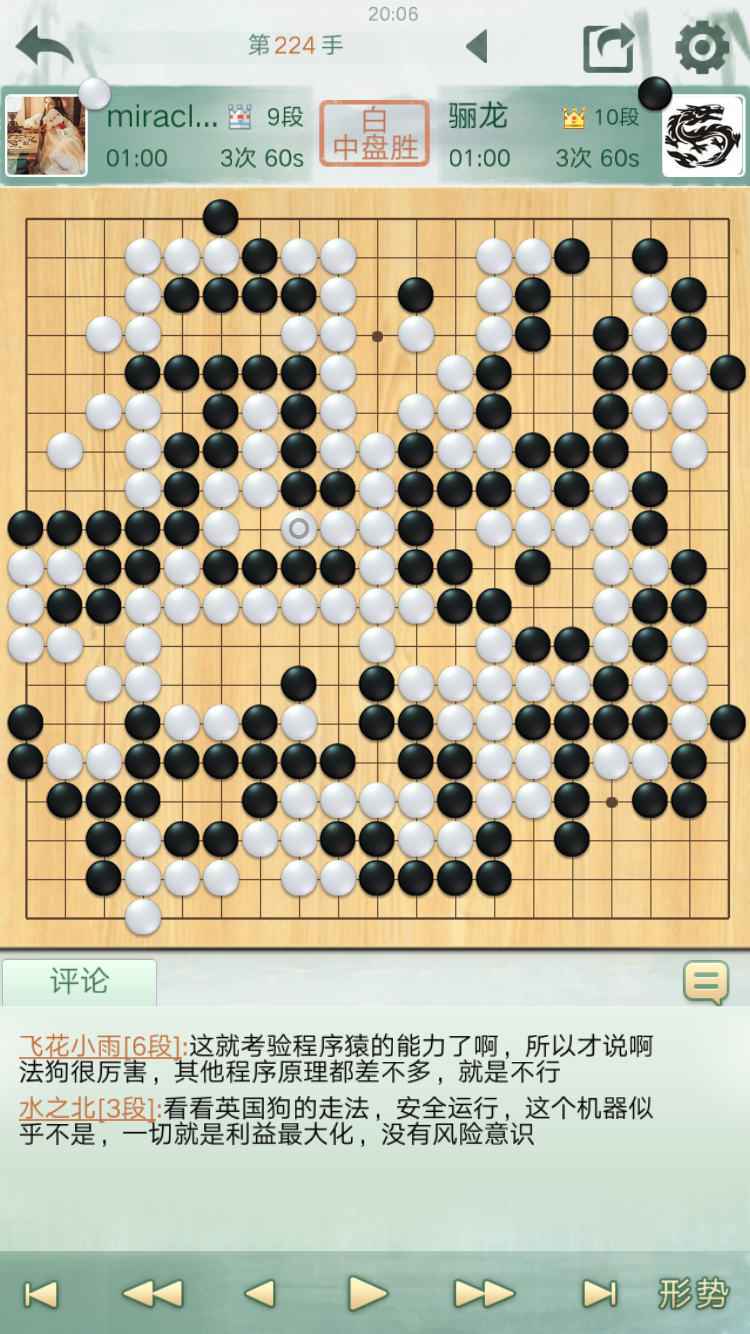 20:06
第224手
miracl... 9段
01:00 3次 60s
白
中盘胜
骊龙 10段
01:00 3次 60s
评论
飞花小雨[6段]:这就考验程序猿的能力了啊，所以才说啊
法狗很厉害，其他程序原理都差不多，就是不行
水之北[3段]:看看英国狗的走法，安全运行，这个机器似
乎不是，一切就是利益最大化，没有风险意识
形势